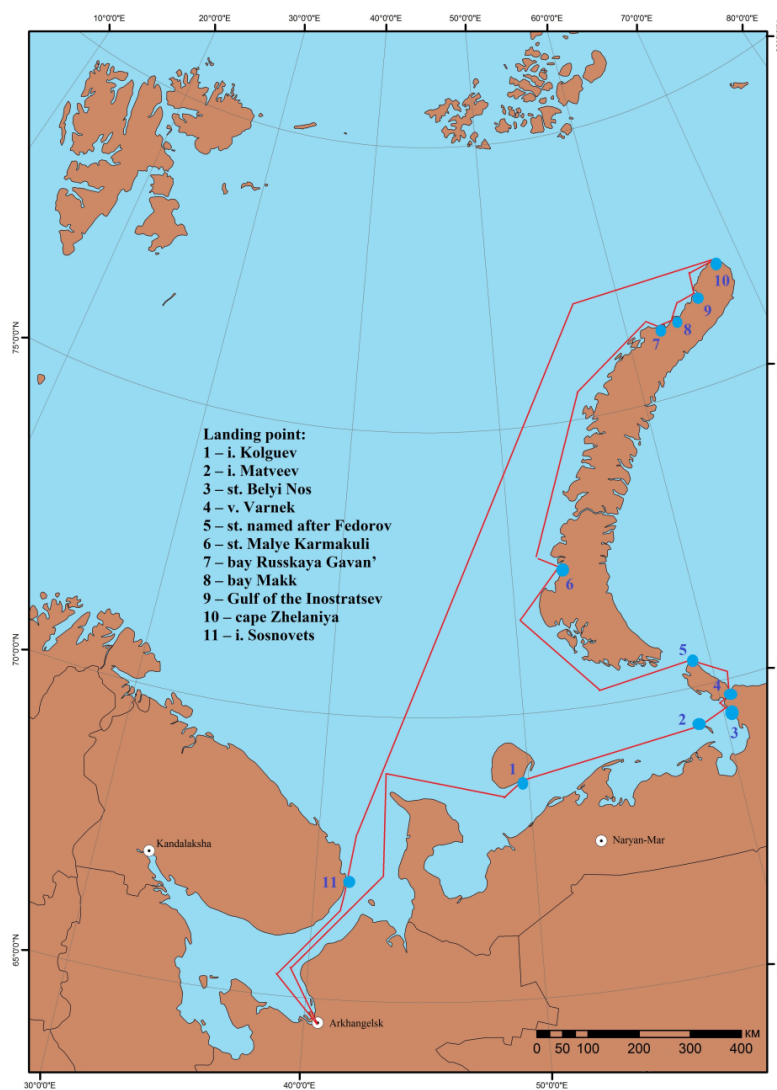 10°0'0"E 20°0'0"E 30°0'0"E 40°0'0"E 50°0'0"E 60°0'0"E 70°0'0"E 80°0'0"E
10
9
8
7
75°0'0"N
Landing point:
1 – i. Kolguev
2 – i. Matveev
3 – st. Belyi Nos
4 – v. Varnek
5 – st. named after Fedorov
6 – st. Malye Karmakuli
7 – bay Russkaya Gavan’
8 – bay Makk
9 – Gulf of the Inostratsev
10 – cape Zhelaniya
11 – i. Sosnovets
6
70°0'0"N
5
4
2
3
1
Kandalaksha
Naryan-Mar
11
65°0'0"N
Arkhangelsk
KM
0 50 100 200 300 400
30°0'0"E 40°0'0"E 50°0'0"E